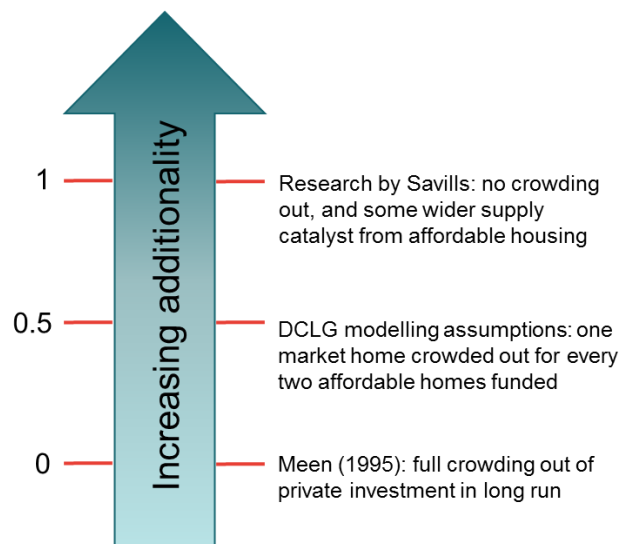 Increasing additionality
1
Research by Savills: no crowding
out, and some wider supply
catalyst from affordable housing
0.5
DCLG modelling assumptions: one
market home crowded out for every
two affordable homes funded
0
Meen (1995): full crowding out of
private investment in long run